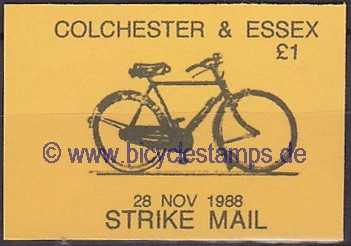 COLCHESTER & ESSEX
£1
© www.bicyclestamps.de
28 NOV 1988
STRIKE MAIL